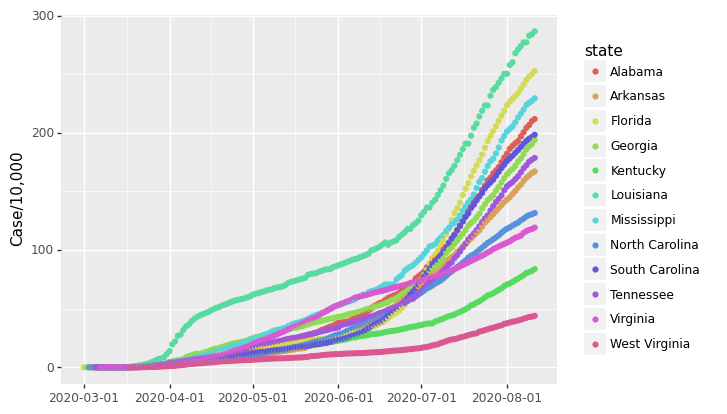 300
200
100
0
Case/10,000
2020-03-01 2020-04-01 2020-05-01 2020-06-01 2020-07-01 2020-08-01
state
Alabama
Arkansas
Florida
Georgia
Kentucky
Louisiana
Mississippi
North Carolina
South Carolina
Tennessee
Virginia
West Virginia